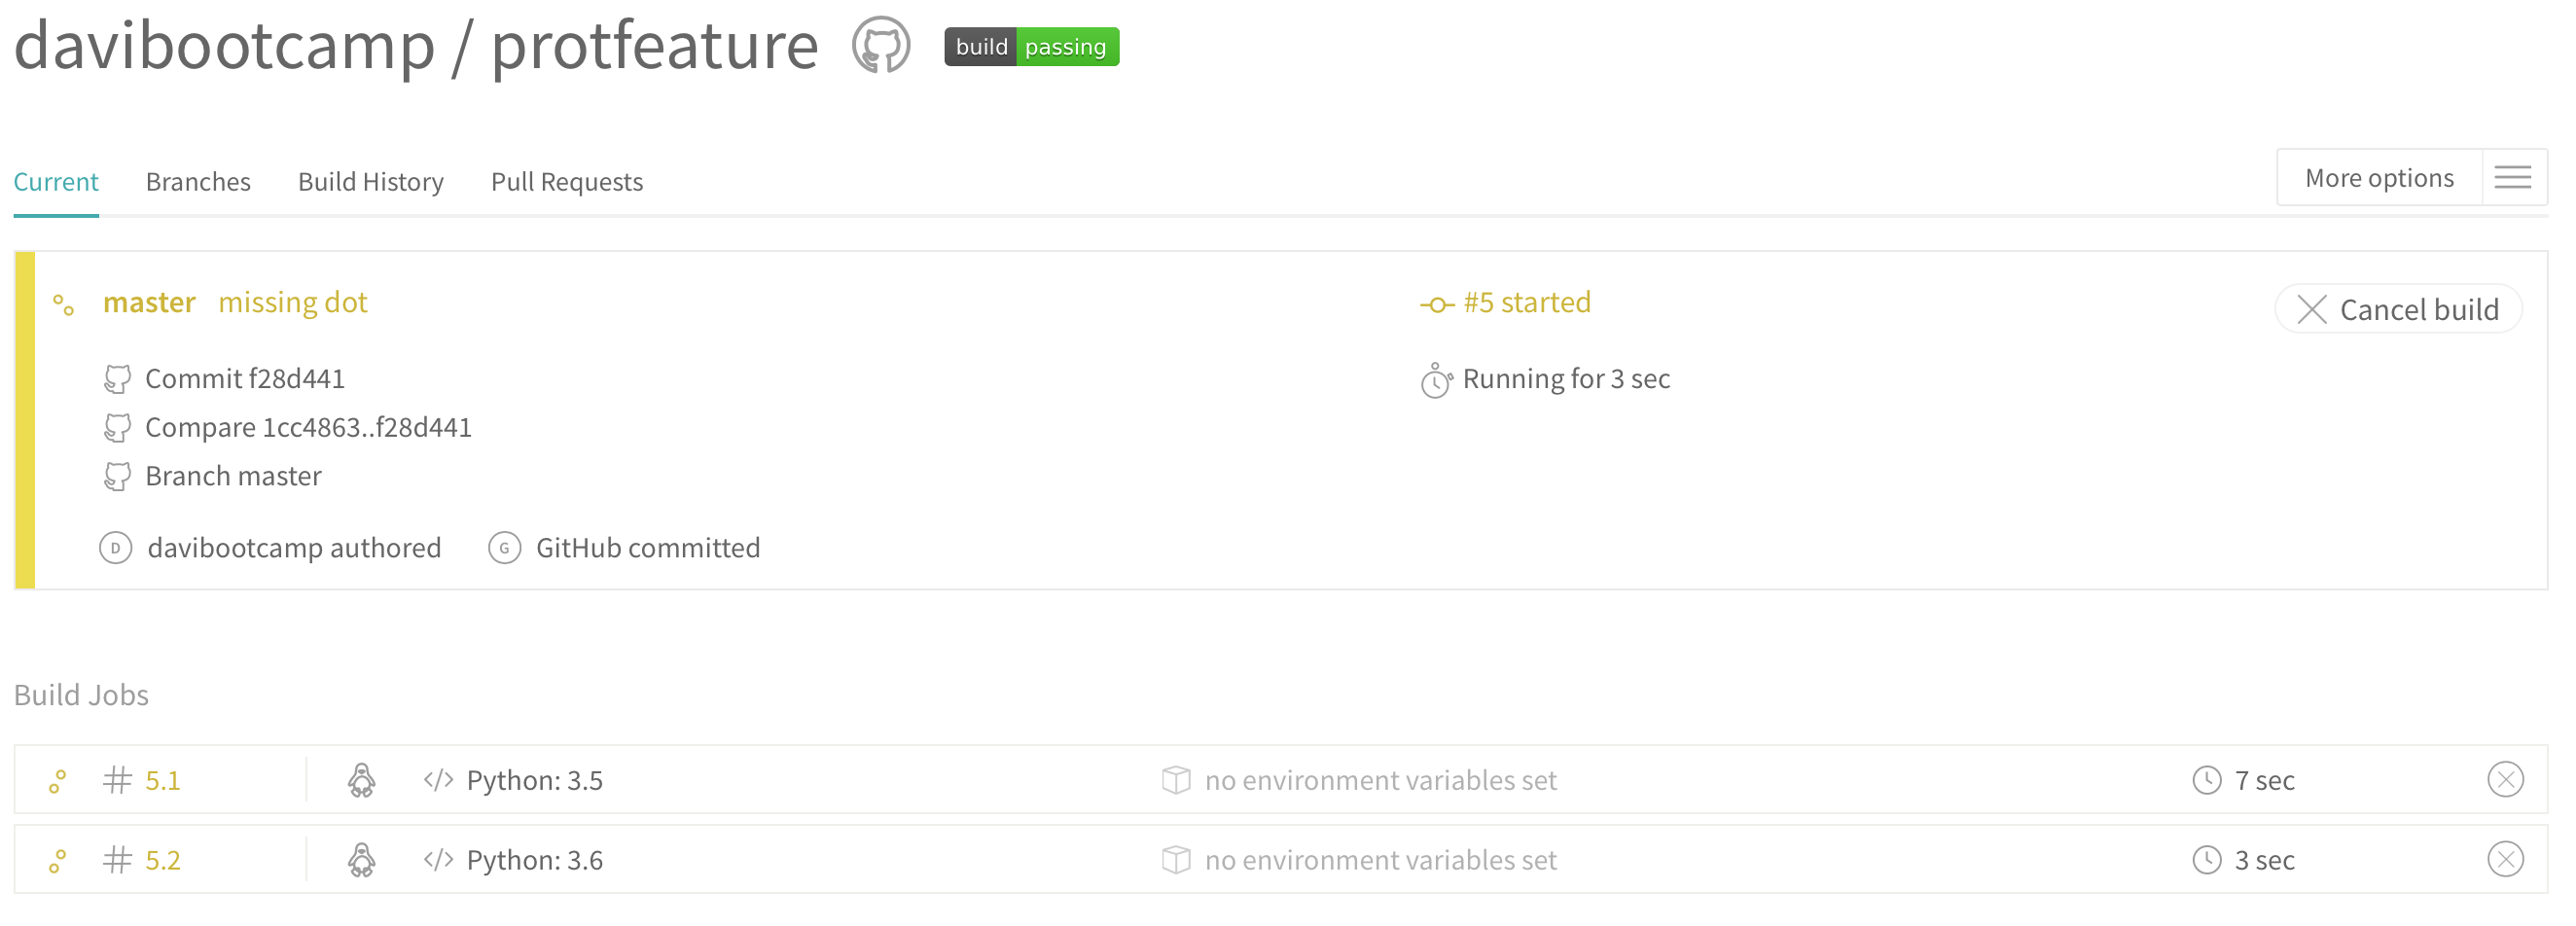 davibootcamp / protfeature build passing
Current Branches Build History Pull Requests More options
master missing dot #5 started Cancel build
Commit f28d441 Running for 3 sec
Compare 1cc4863..f28d441
Branch master
D davibootcamp authored G GitHub committed
Build Jobs
# 5.1 </> Python: 3.5 no environment variables set 7 sec
# 5.2 </> Python: 3.6 no environment variables set 3 sec